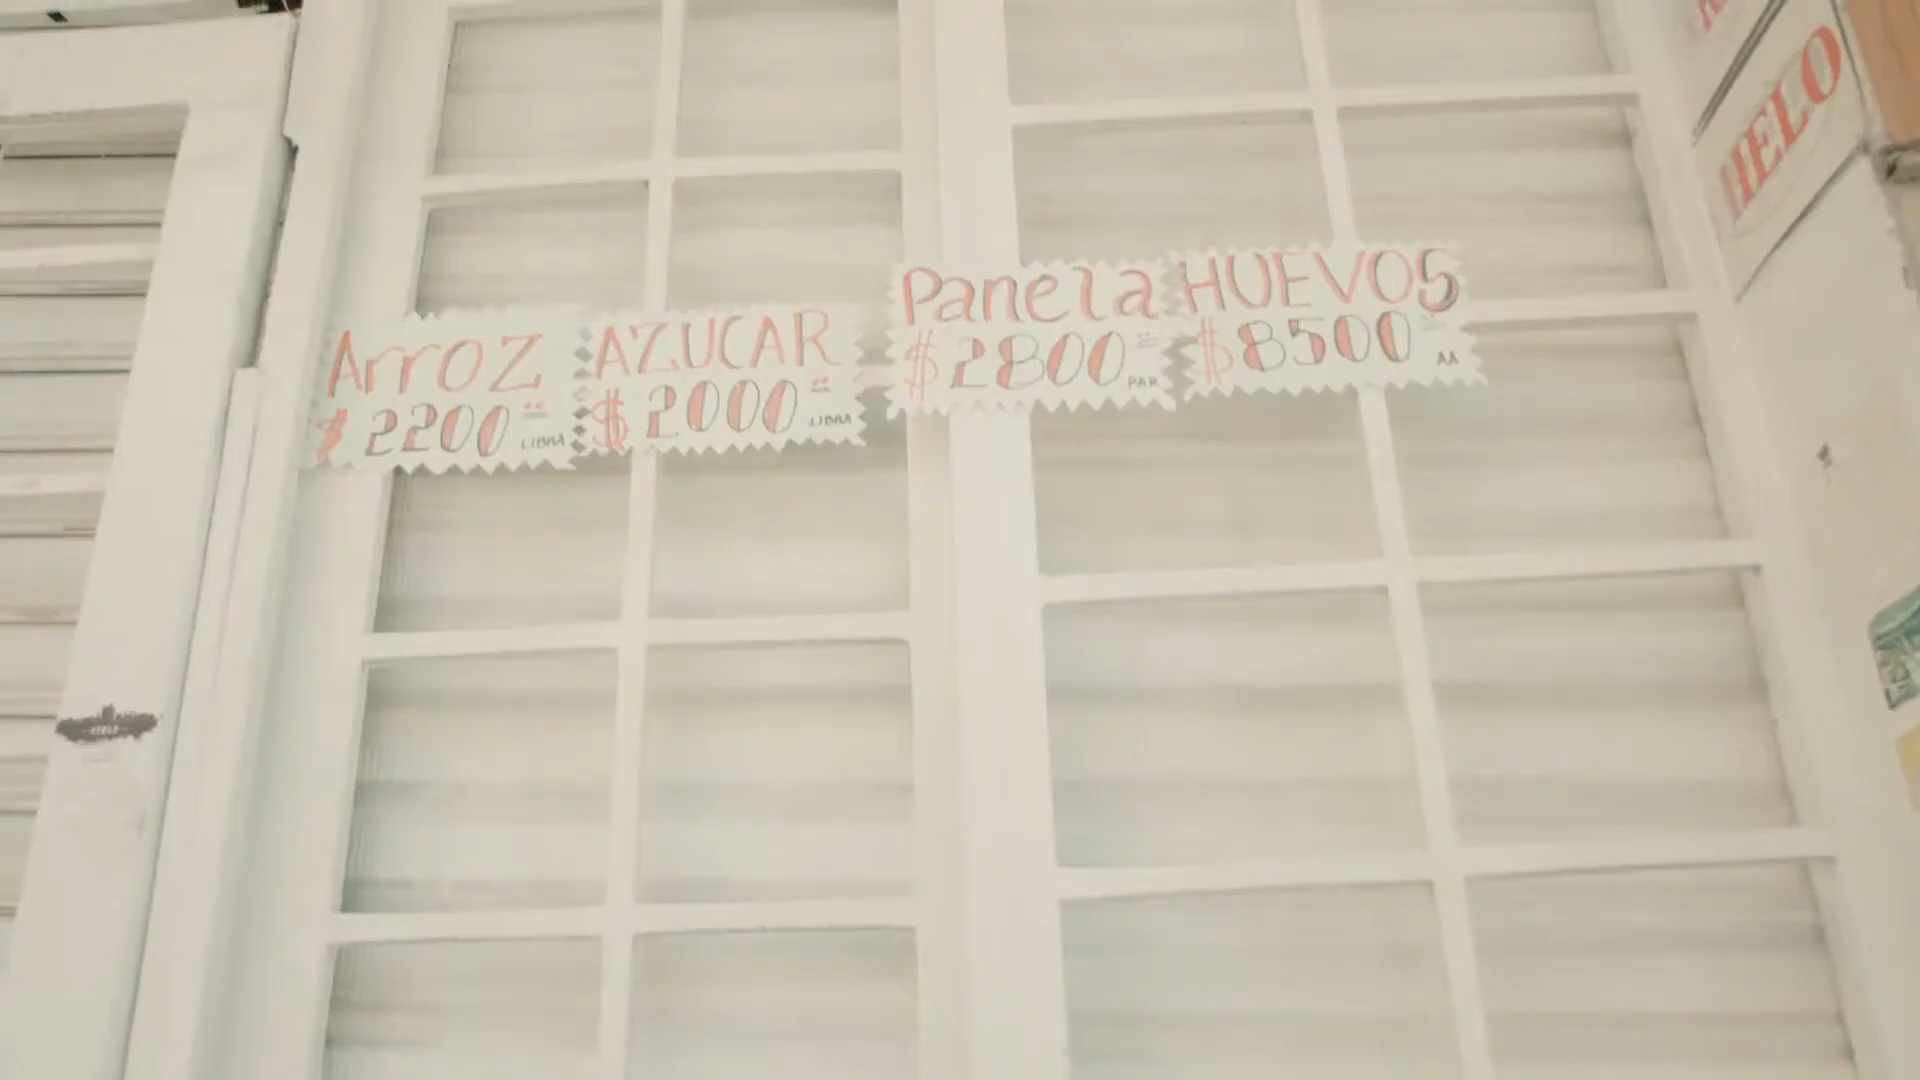 Arroz
$ 2200 LIBRA
AZUCAR
$ 2000 LIBRA
Panela
$ 2800 PAR
HUEVOS
$ 8500 AA
HIELO